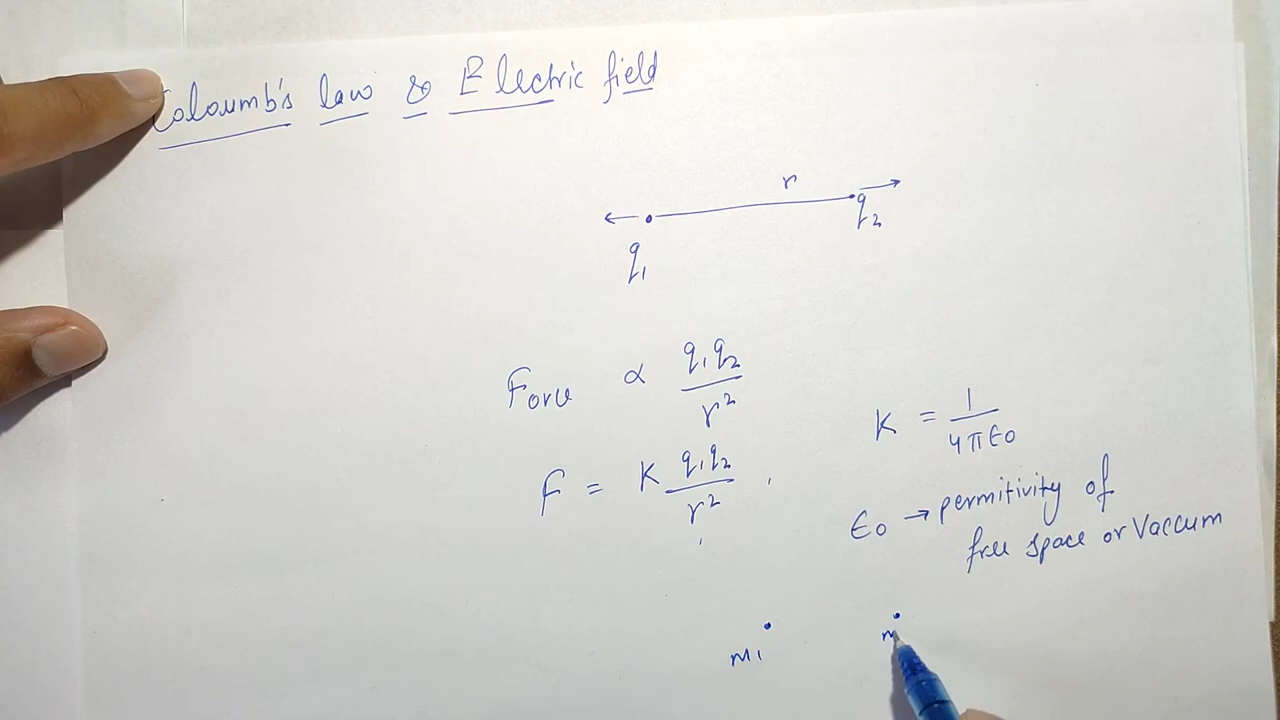 Coloumb's law & Electric field
r
q₂
q₁
Force ∝ q₁q₂/r²
K = 1/4πϵ₀
F = K q₁q₂/r²
ϵ₀ → permitivity of
free space or Vaccum
m₁ m